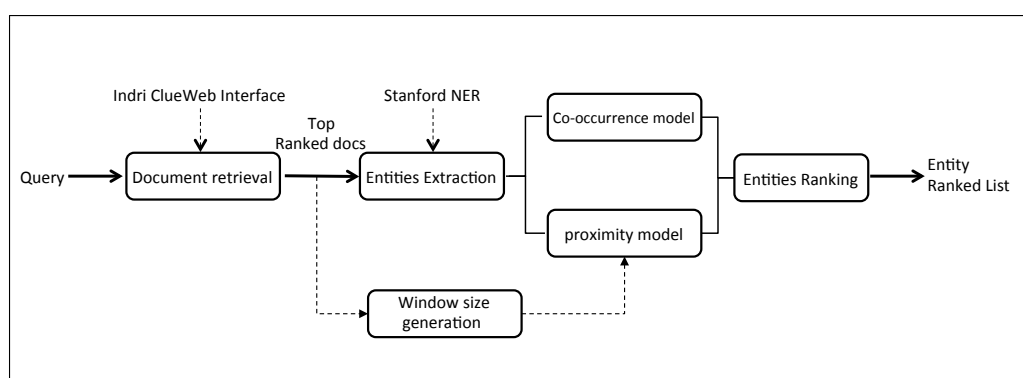 Indri ClueWeb Interface
Stanford NER
Top
Ranked docs
Co-occurrence model
Query
Document retrieval
Entities Extraction
Entities Ranking
Entity
Ranked List
proximity model
Window size
generation